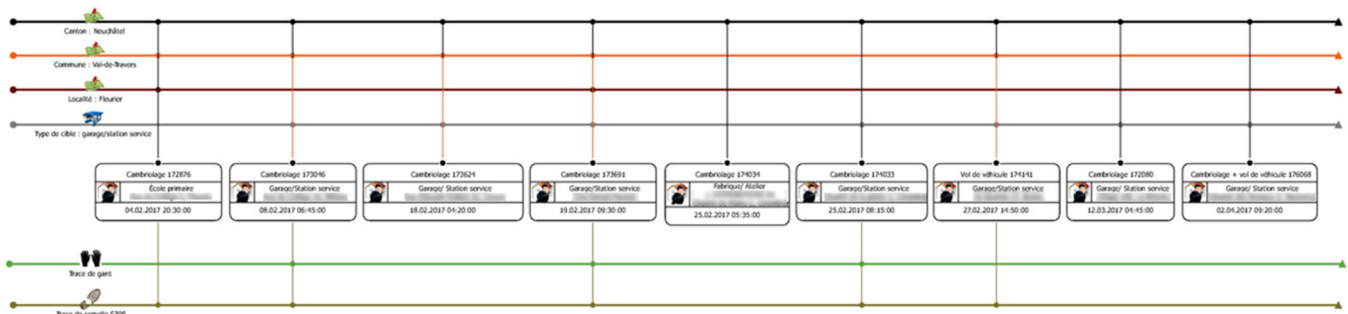 Canton : Neuchâtel
Commune : Val-de-Travers
Localité : Fleurier
Type de cible : garage/station service
Cambriolage 172876
École primaire
04.02.2017 20:30:00
Cambriolage 173046
Garage/Station service
08.02.2017 06:45:00
Cambriolage 173624
Garage/ Station service
18.02.2017 04:20:00
Cambriolage 173691
Garage/Station service
19.02.2017 09:30:00
Cambriolage 174034
Fabrique/ Atelier
25.02.2017 05:35:00
Cambriolage 174033
Garage/Station service
25.02.2017 08:15:00
Vol de véhicule 174141
Garage/Station service
27.02.2017 14:50:00
Cambriolage 172080
Garage/ Station service
12.03.2017 04:45:00
Cambriolage + vol de véhicule 176068
Garage/ Station service
02.04.2017 09:20:00
Trace de gant
Trace de semelle